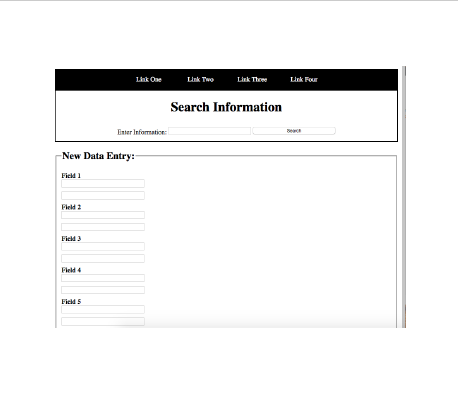 Link One Link Two Link Three Link Four
Search Information
Enter Information: Search
New Data Entry:
Field 1
Field 2
Field 3
Field 4
Field 5